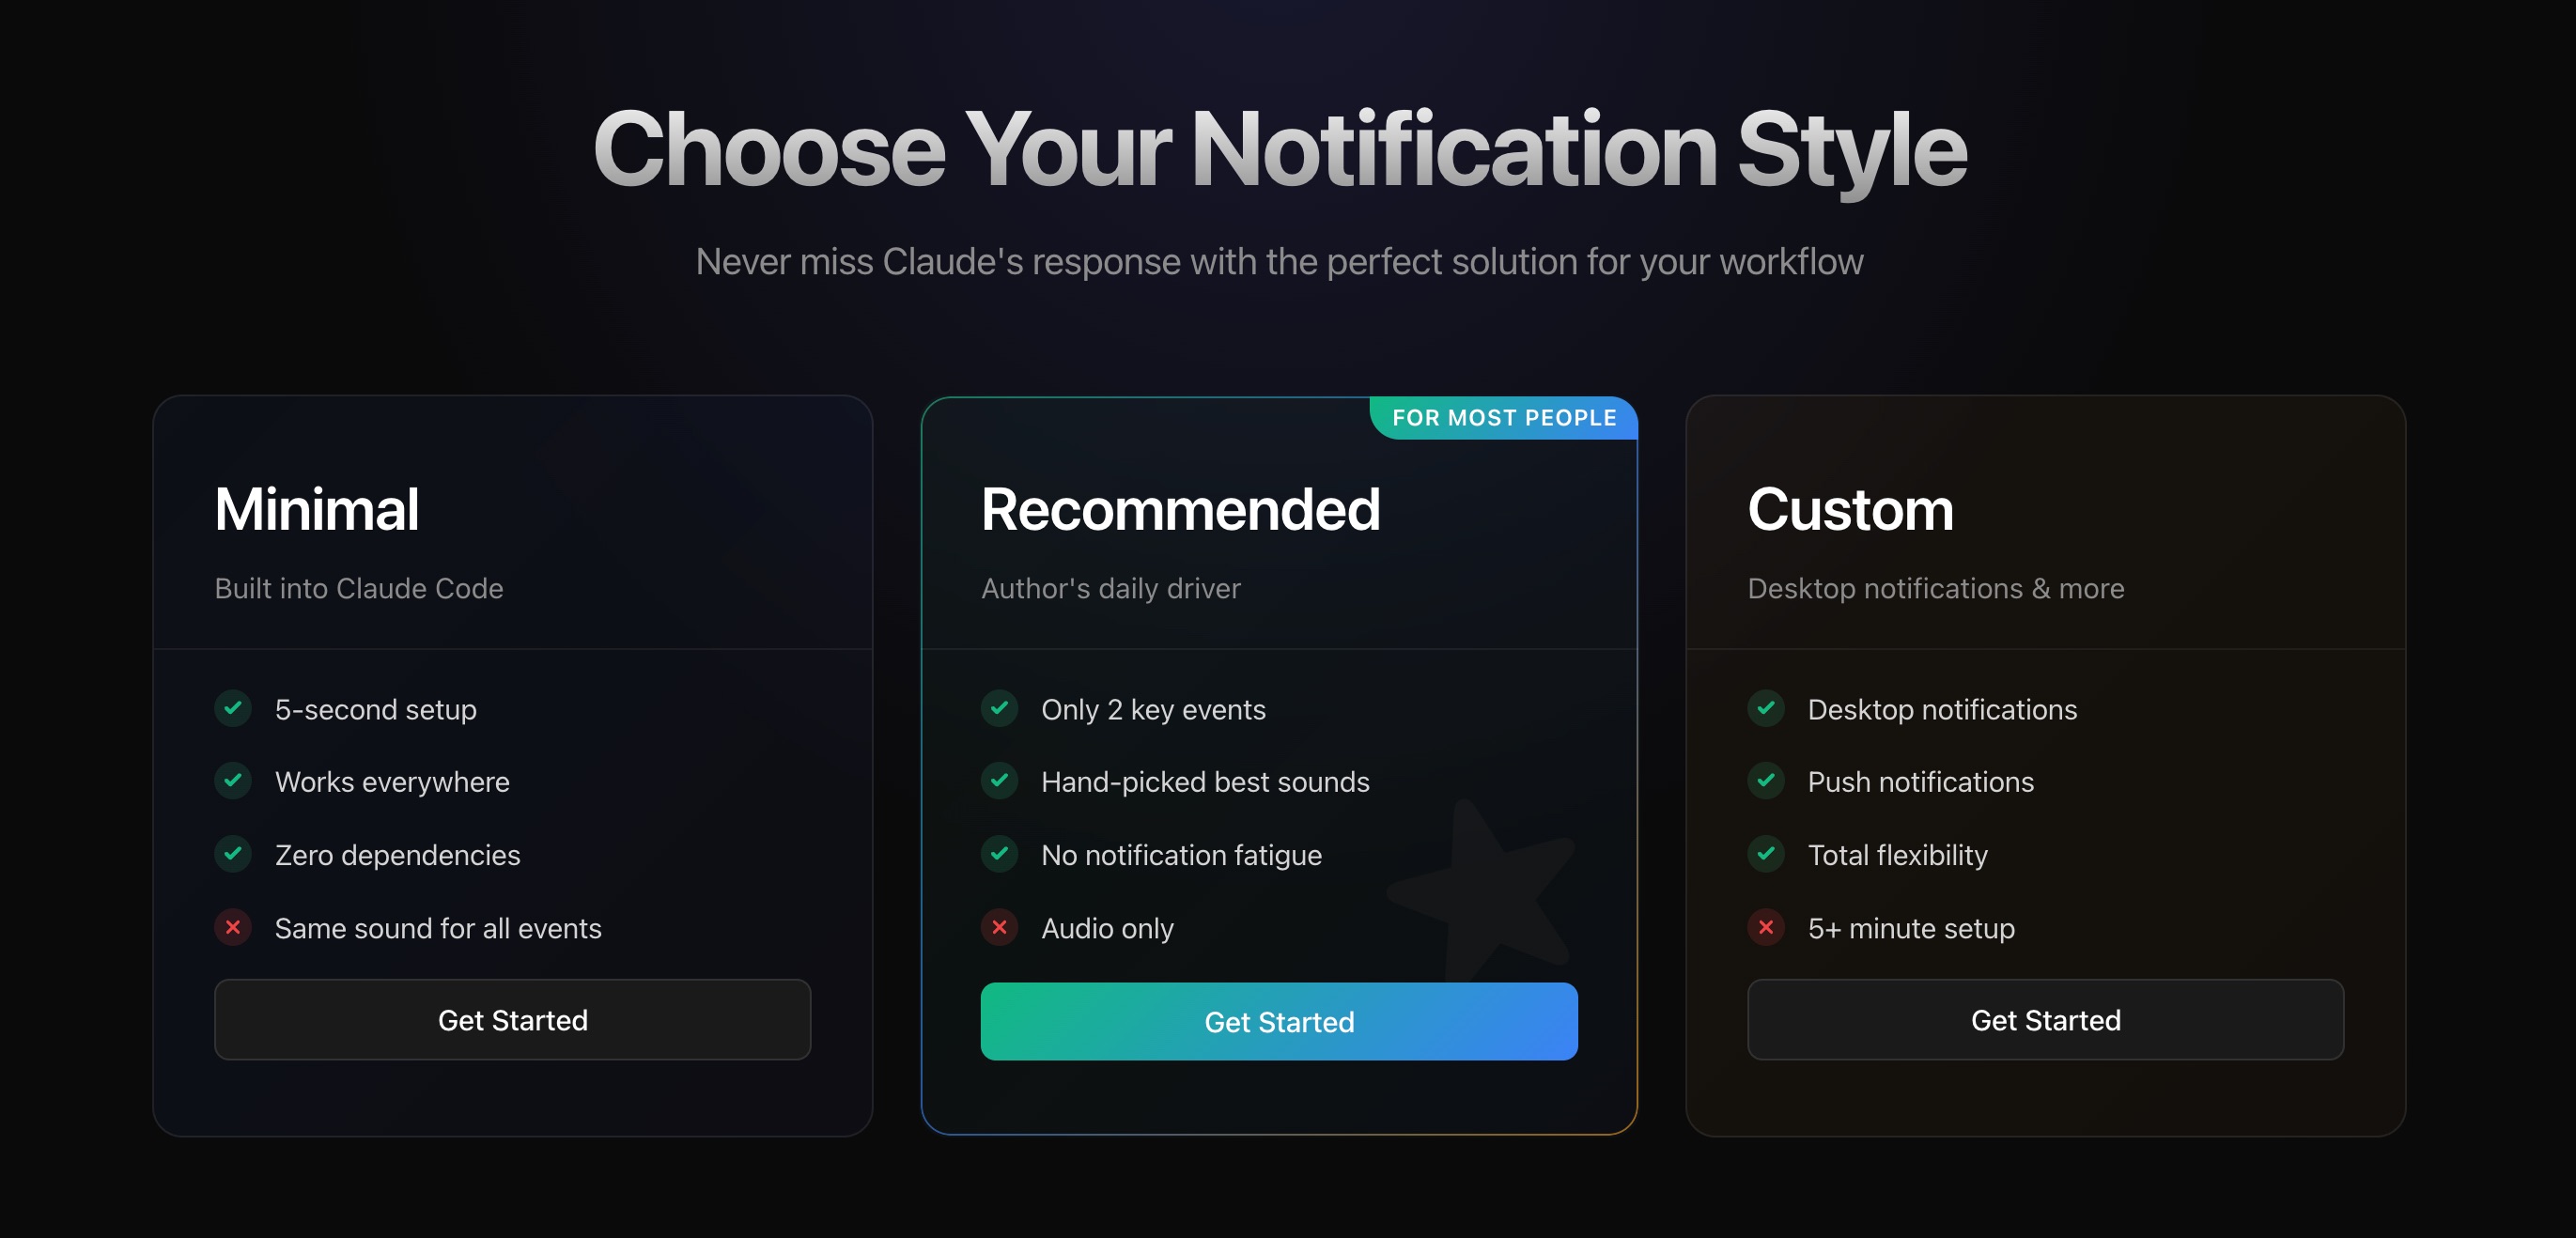 Choose Your Notification Style
Never miss Claude's response with the perfect solution for your workflow
Minimal
Built into Claude Code
5-second setup
Works everywhere
Zero dependencies
Same sound for all events
Get Started
FOR MOST PEOPLE
Recommended
Author's daily driver
Only 2 key events
Hand-picked best sounds
No notification fatigue
Audio only
Get Started
Custom
Desktop notifications & more
Desktop notifications
Push notifications
Total flexibility
5+ minute setup
Get Started